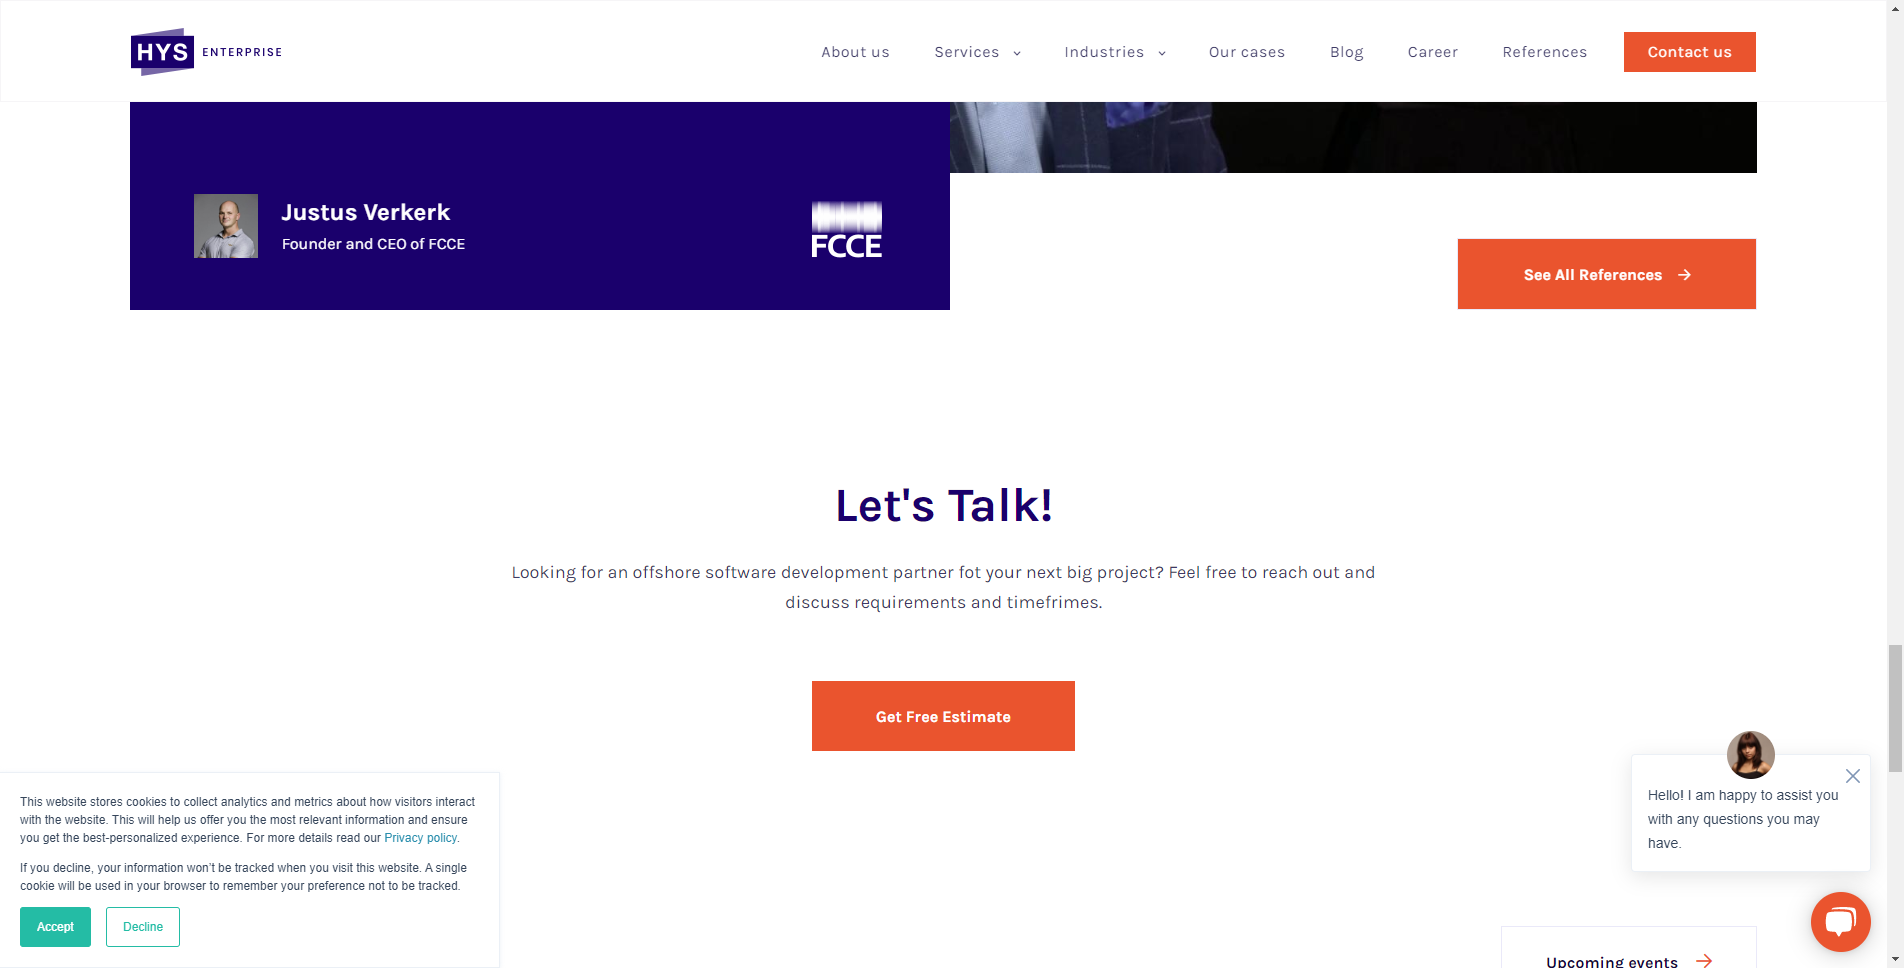 HYS ENTERPRISE
About us Services Industries Our cases Blog Career References Contact us
Justus Verkerk
Founder and CEO of FCCE
FCCE
See All References
Let's Talk!
Looking for an offshore software development partner fot your next big project? Feel free to reach out and
discuss requirements and timefrimes.
Get Free Estimate
This website stores cookies to collect analytics and metrics about how visitors interact
with the website. This will help us offer you the most relevant information and ensure
you get the best-personalized experience. For more details read our Privacy policy.
If you decline, your information won't be tracked when you visit this website. A single
cookie will be used in your browser to remember your preference not to be tracked.
Accept Decline
Hello! I am happy to assist you
with any questions you may
have.
Upcoming events